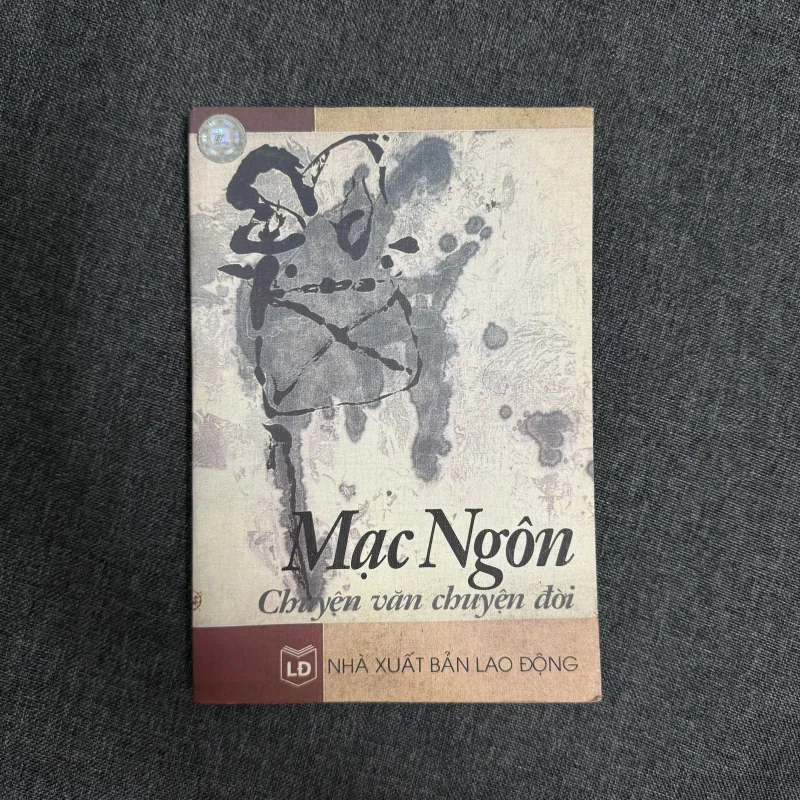 Mạc Ngôn
Chuyện văn chuyện đời
LĐ NHÀ XUẤT BẢN LAO ĐỘNG